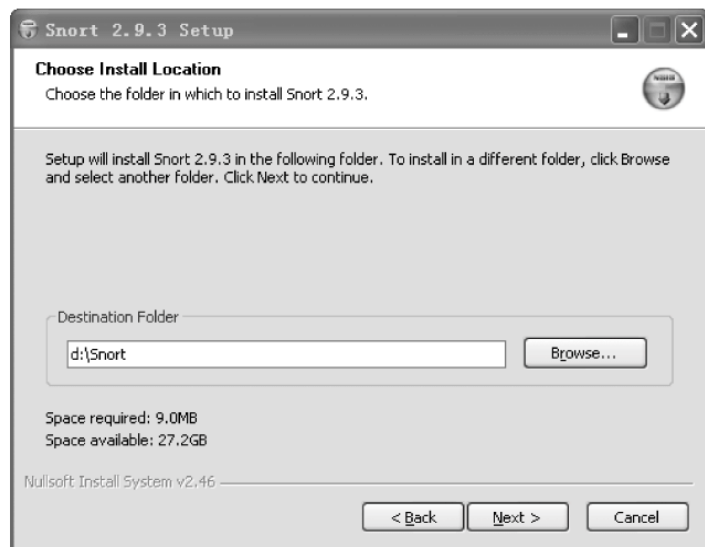 Snort 2.9.3 Setup
Choose Install Location
Choose the folder in which to install Snort 2.9.3.
Setup will install Snort 2.9.3 in the following folder. To install in a different folder, click Browse
and select another folder. Click Next to continue.
Destination Folder
d:\Snort
Browse...
Space required: 9.0MB
Space available: 27.2GB
Nullsoft Install System v2.46
< Back
Next >
Cancel